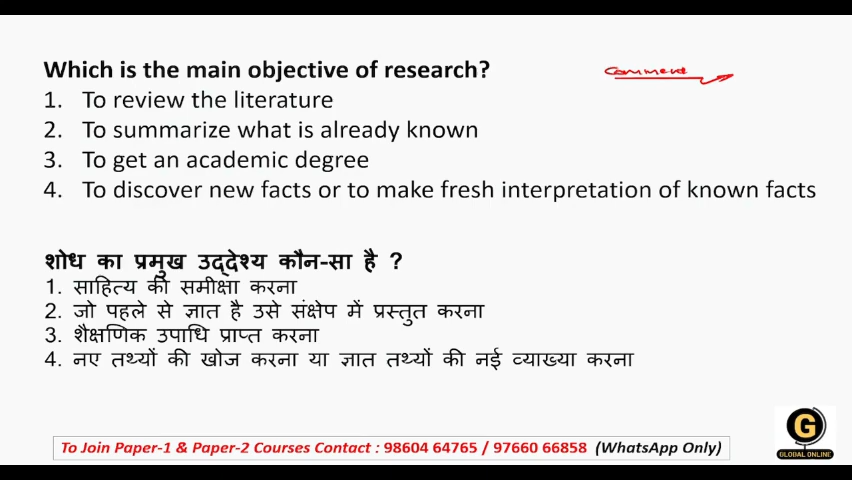 Which is the main objective of research?
Comment
1. To review the literature
2. To summarize what is already known
3. To get an academic degree
4. To discover new facts or to make fresh interpretation of known facts
शोध का प्रमुख उद्देश्य कौन-सा है ?
1. साहित्य की समीक्षा करना
2. जो पहले से ज्ञात है उसे संक्षेप में प्रस्तुत करना
3. शैक्षणिक उपाधि प्राप्त करना
4. नए तथ्यों की खोज करना या ज्ञात तथ्यों की नई व्याख्या करना
To Join Paper-1 & Paper-2 Courses Contact : 98604 64765 / 97660 66858 (WhatsApp Only)
G
GLOBAL ONLINE